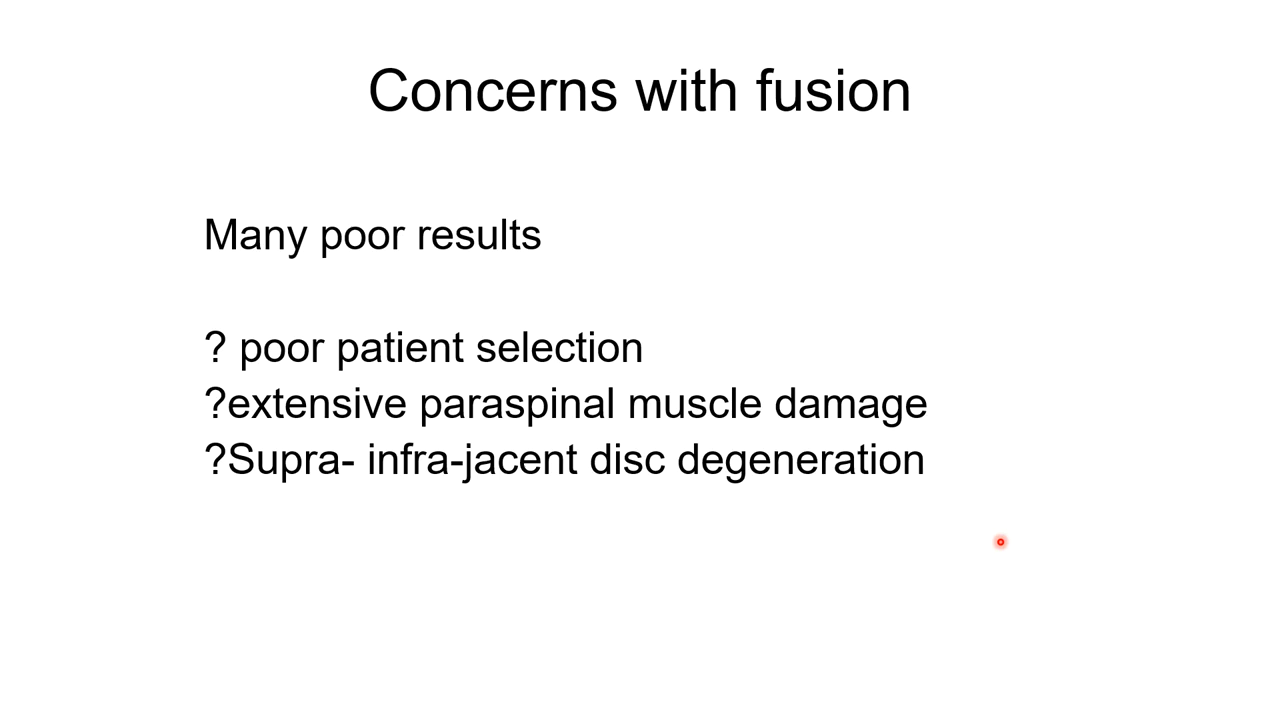 Concerns with fusion
Many poor results
? poor patient selection
?extensive paraspinal muscle damage
?Supra- infra-jacent disc degeneration